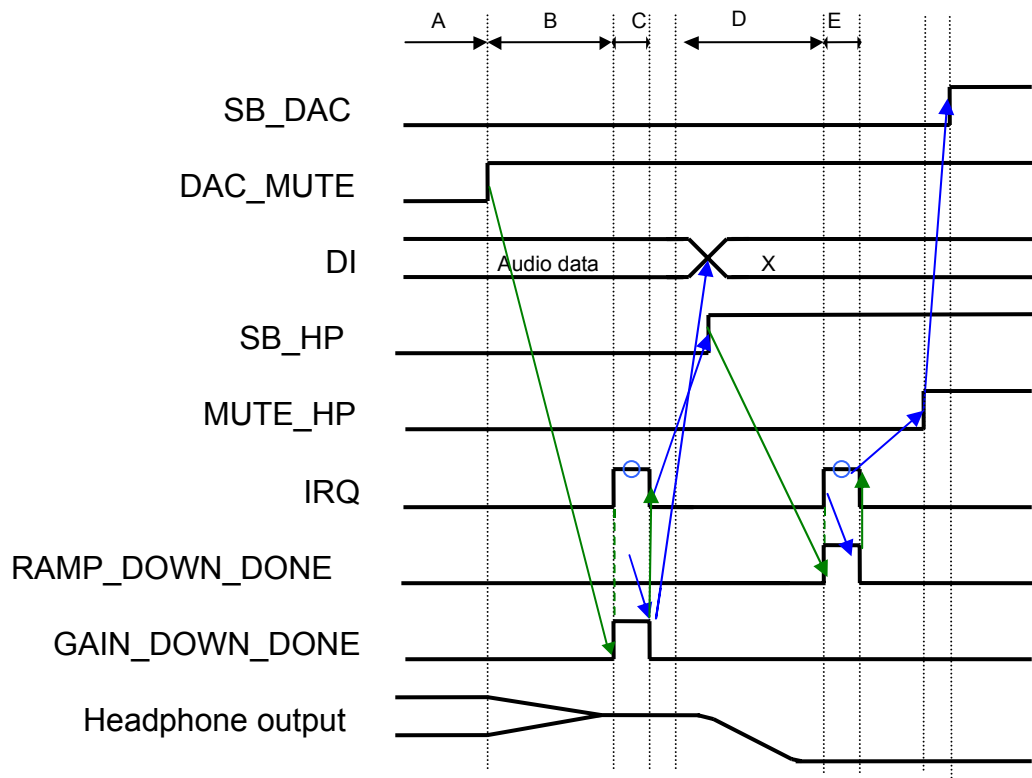 A B C D E
SB_DAC
DAC_MUTE
DI Audio data X
SB_HP
MUTE_HP
IRQ
RAMP_DOWN_DONE
GAIN_DOWN_DONE
Headphone output